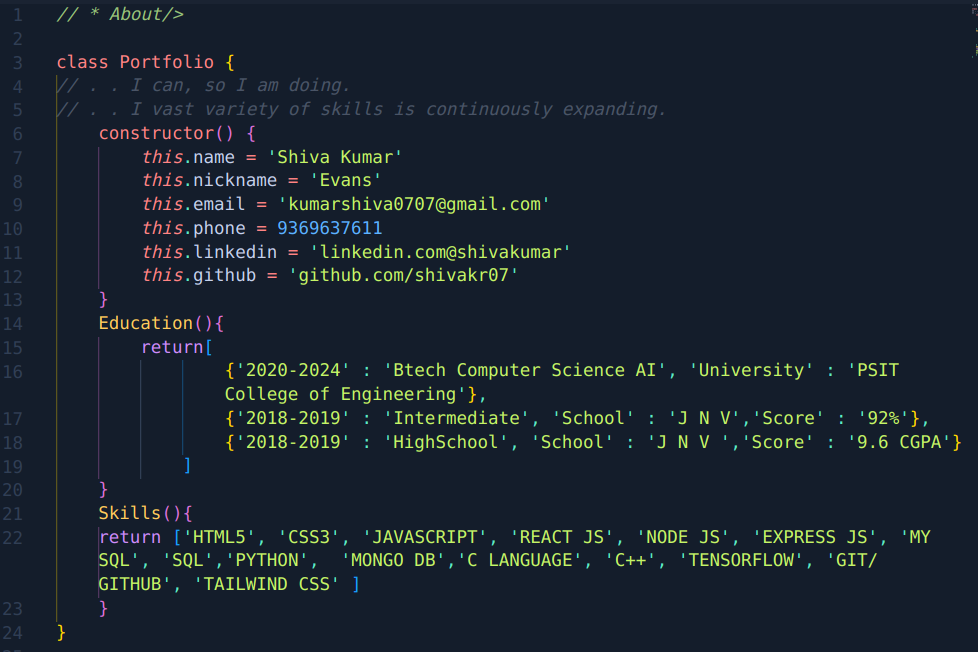 1 // * About/>
2
3 class Portfolio {
4 // . . I can, so I am doing.
5 // . . I vast variety of skills is continuously expanding.
6 constructor() {
7 this.name = 'Shiva Kumar'
8 this.nickname = 'Evans'
9 this.email = 'kumarshiva0707@gmail.com'
10 this.phone = 9369637611
11 this.linkedin = 'linkedin.com@shivakumar'
12 this.github = 'github.com/shivakr07'
13 }
14 Education(){
15 return[
16 {'2020-2024' : 'Btech Computer Science AI', 'University' : 'PSIT
College of Engineering'},
17 {'2018-2019' : 'Intermediate', 'School' : 'J N V','Score' : '92%'},
18 {'2018-2019' : 'HighSchool', 'School' : 'J N V ','Score' : '9.6 CGPA'}
19 ]
20 }
21 Skills(){
22 return ['HTML5', 'CSS3', 'JAVASCRIPT', 'REACT JS', 'NODE JS', 'EXPRESS JS', 'MY
SQL', 'SQL','PYTHON',  'MONGO DB','C LANGUAGE', 'C++', 'TENSORFLOW', 'GIT/
GITHUB', 'TAILWIND CSS' ]
23 }
24 }